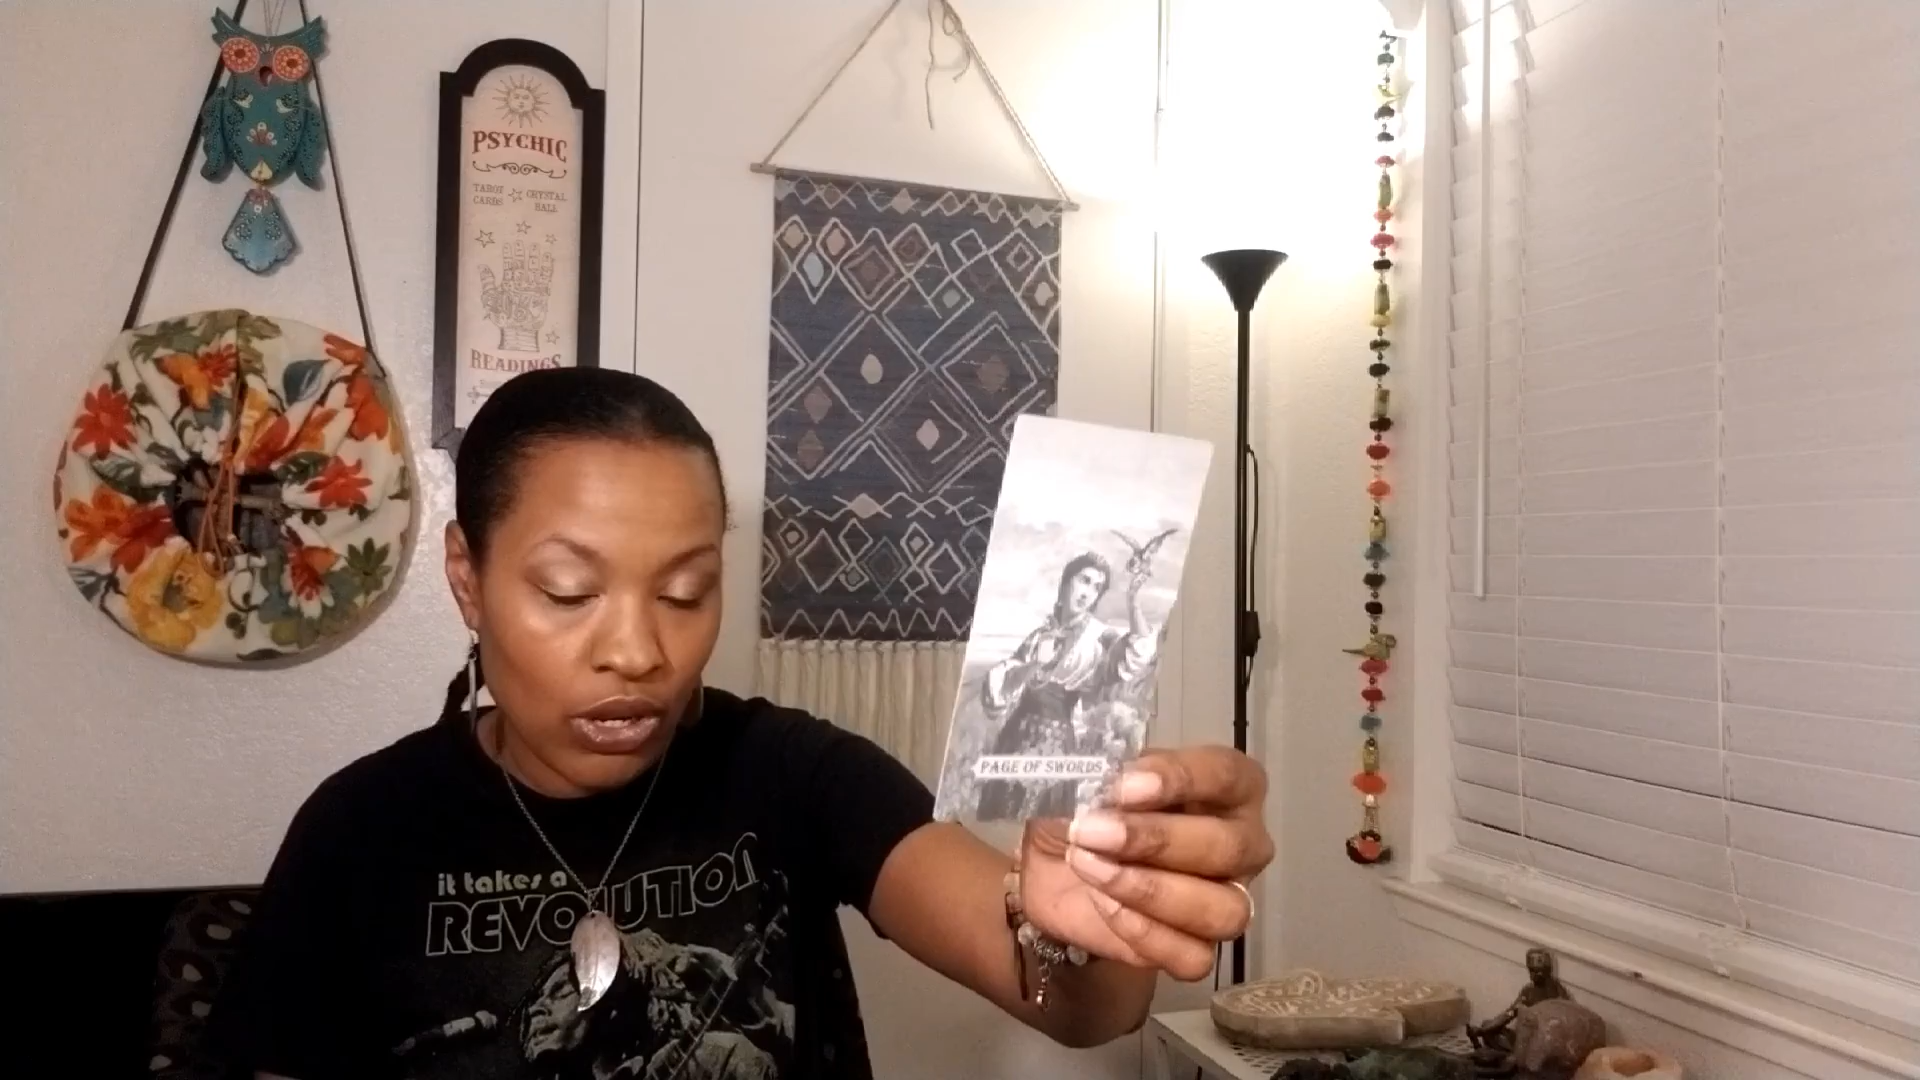 PSYCHIC
TAROT CRYSTAL
CARDS BALL
READINGS
PAGE OF SWORDS
it takes a
REVOLUTION